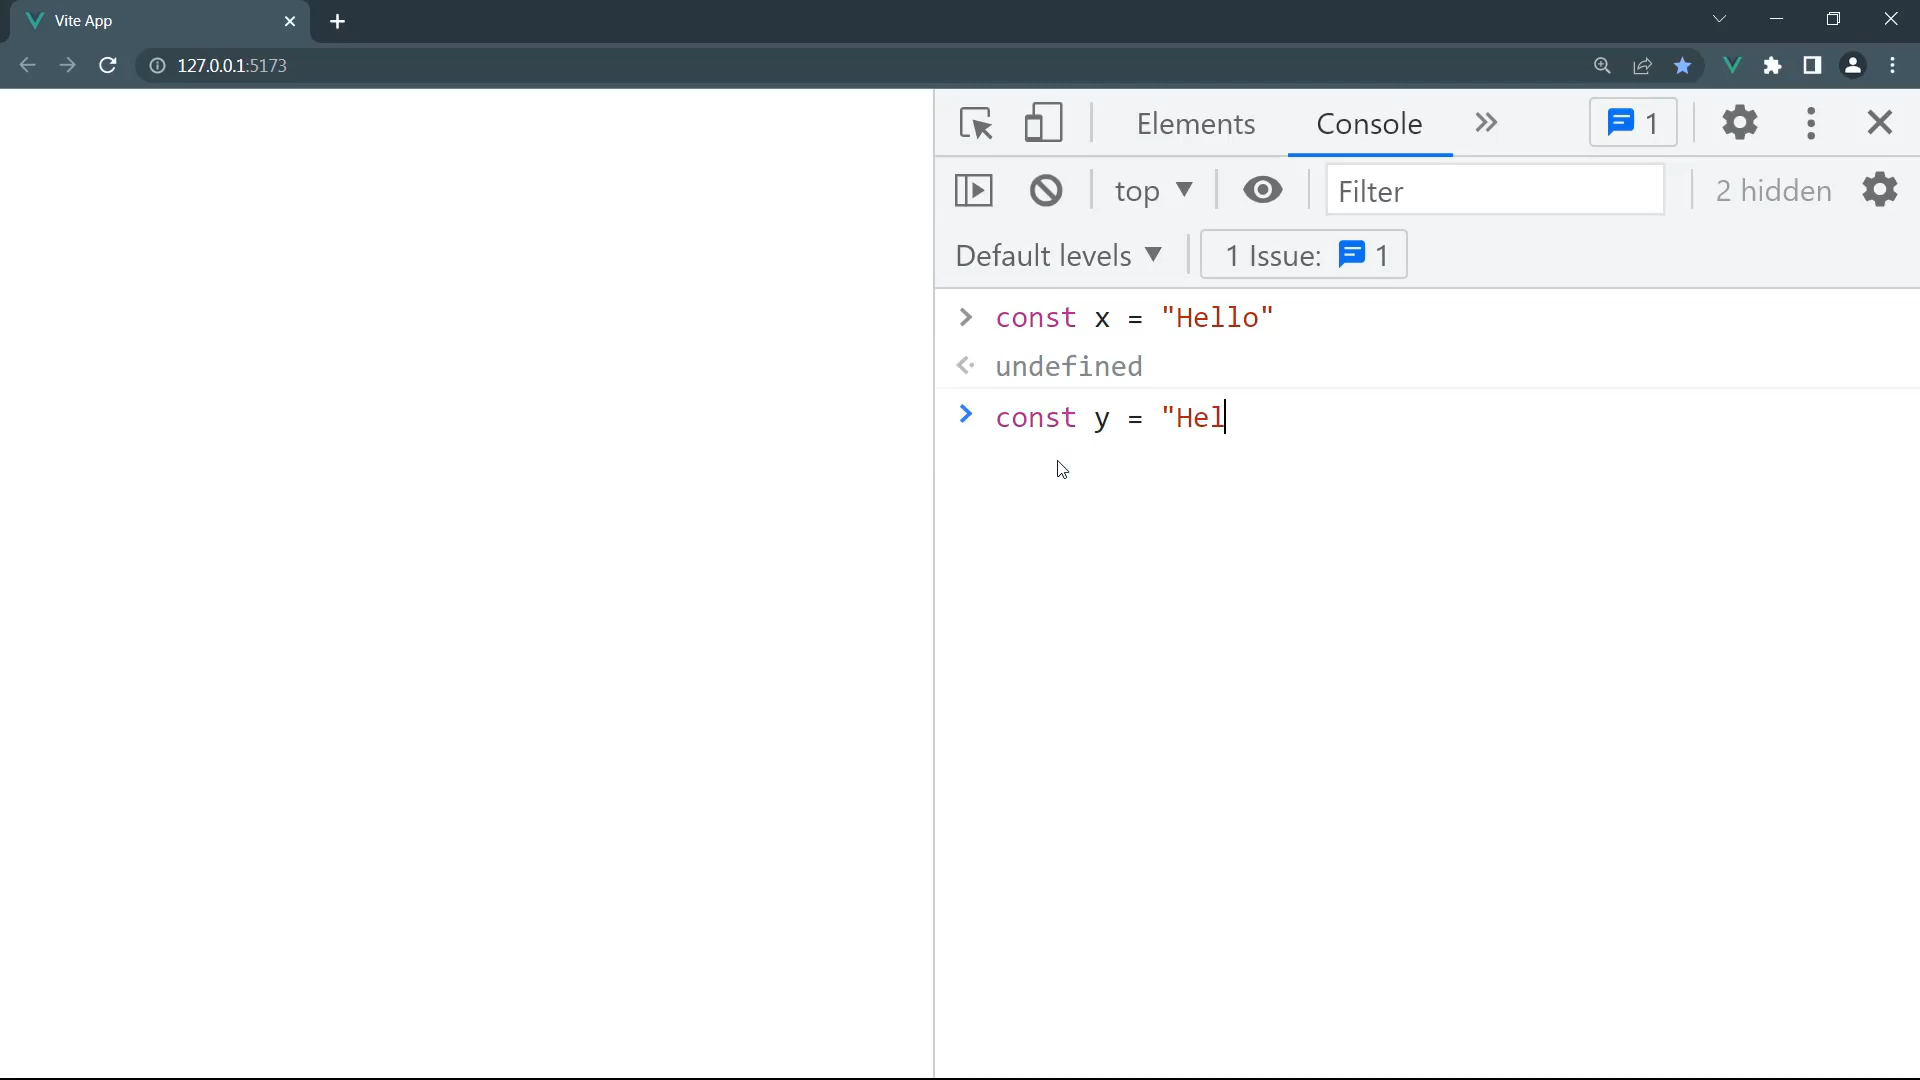 Vite App
127.0.0.1:5173
Elements Console 1
top Filter 2 hidden
Default levels 1 Issue: 1
const x = "Hello"
undefined
const y = "Hel